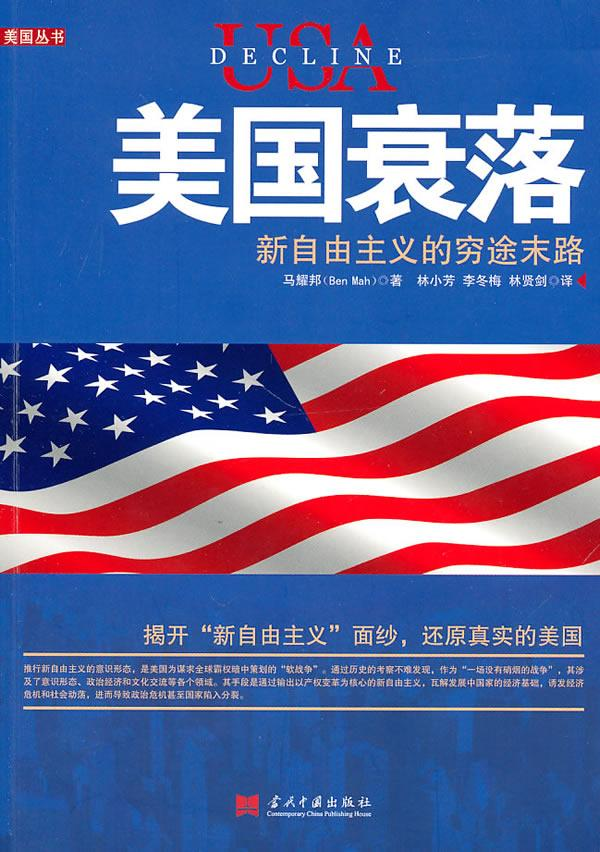 美国丛书
USA
DECLINE
美国衰落
新自由主义的穷途末路
马耀邦(Ben Mah)◎著 林小芳 李冬梅 林贤剑◎译
揭开“新自由主义”面纱，还原真实的美国
推行新自由主义的意识形态，是美国为谋求全球霸权暗中策划的“软战争”。通过历史的考察不难发现，作为“一场没有硝烟的战争”，其涉
及了意识形态、政治经济和文化交流等各个领域。其手段是通过输出以产权变革为核心的新自由主义，瓦解发展中国家的经济基础，诱发经济
危机和社会动荡，进而导致政治危机甚至国家陷入分裂。
当代中国出版社
Contemporary China Publishing House